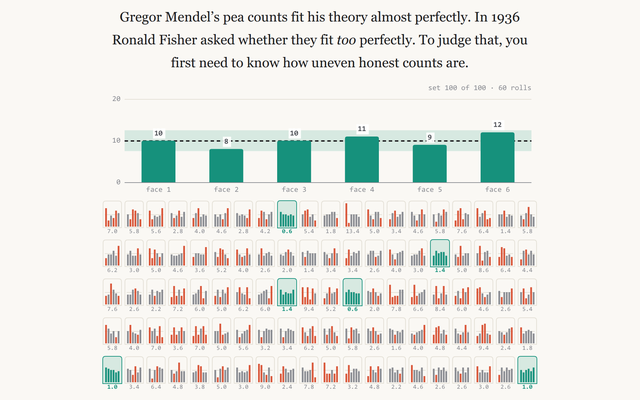 Gregor Mendel’s pea counts fit his theory almost perfectly. In 1936
Ronald Fisher asked whether they fit too perfectly. To judge that, you
first need to know how uneven honest counts are.
set 100 of 100 · 60 rolls
20
10
0
10
8
10
11
9
12
face 1 face 2 face 3 face 4 face 5 face 6
7.0 5.8 5.6 2.8 4.0 4.6 2.8 4.2 0.6 1.8 13.4 3.4 4.6 5.8 7.6 6.4 1.4 5.8
6.2 3.0 5.0 4.6 3.6 5.2 4.0 2.6 2.0 1.4 3.4 3.4 2.6 4.0 3.0 1.4 5.0 8.6 6.4 4.4
7.6 2.6 2.2 7.2 6.0 5.0 6.2 6.0 1.4 9.4 5.2 0.6 2.0 7.8 6.6 8.4 6.0 4.6 2.6 5.4
5.8 4.0 7.0 3.6 7.0 5.0 5.6 3.2 3.4 6.2 5.0 5.8 2.6 1.6 4.0 4.8 4.4 9.4 2.4 1.8
1.0 3.4 6.4 4.8 3.8 4.0 3.8 9.0 2.4 7.8 7.2 3.2 4.8 2.2 4.6 2.6 3.0 2.6 1.0